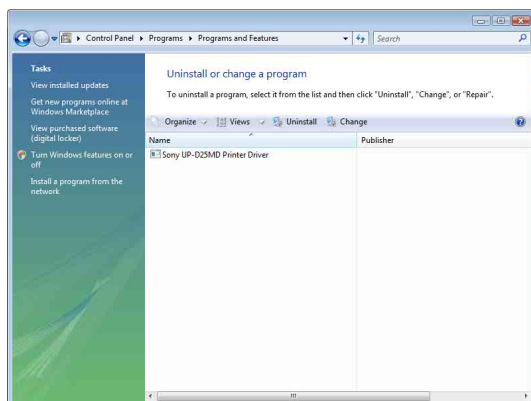 Control Panel ▸ Programs ▸ Programs and Features
Search
Tasks
View installed updates
Get new programs online at
Windows Marketplace
View purchased software
(digital locker)
Turn Windows features on or
off
Install a program from the
network
Uninstall or change a program
To uninstall a program, select it from the list and then click "Uninstall", "Change", or "Repair".
Organize Views Uninstall Change
Name Publisher
Sony UP-D25MD Printer Driver